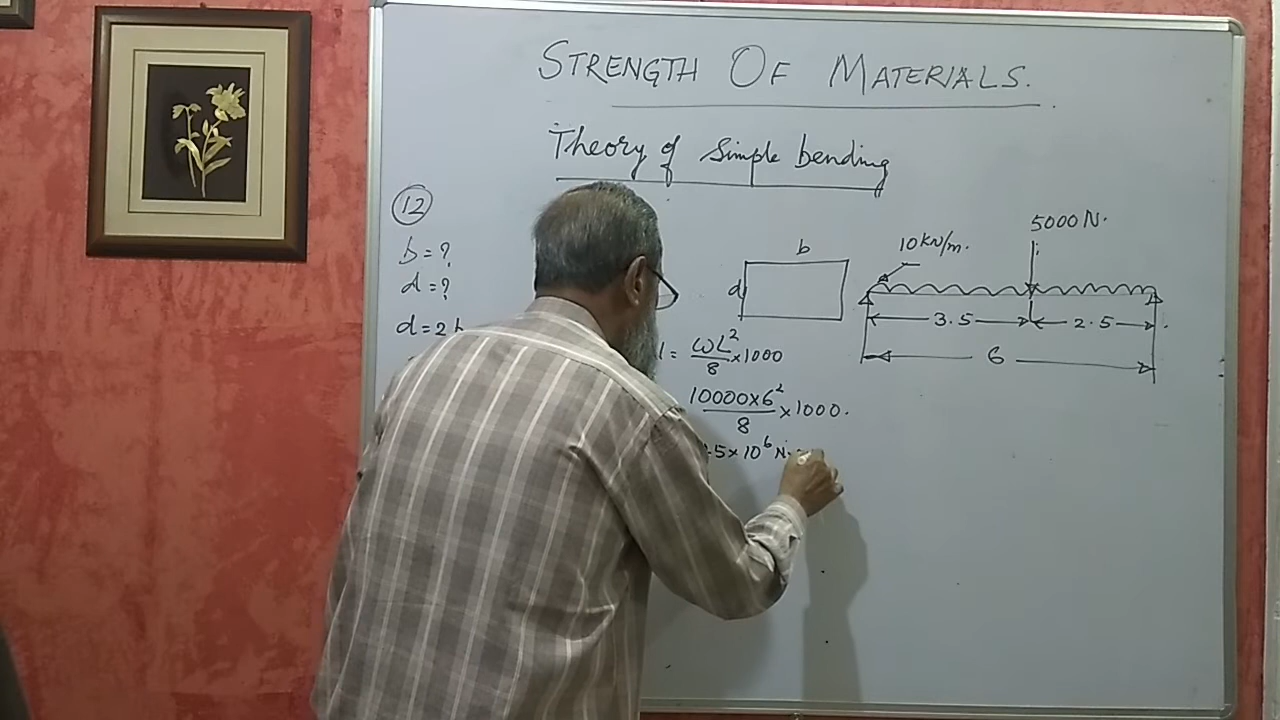 STRENGTH OF MATERIALS.
Theory of Simple bending
12
b = ?
d = ?
d = 2
b
d
10 kN/m.
5000 N.
3.5
2.5
6
= ωL²/8 × 1000
10000×6²/8 × 1000.
.5 × 10⁶ N.